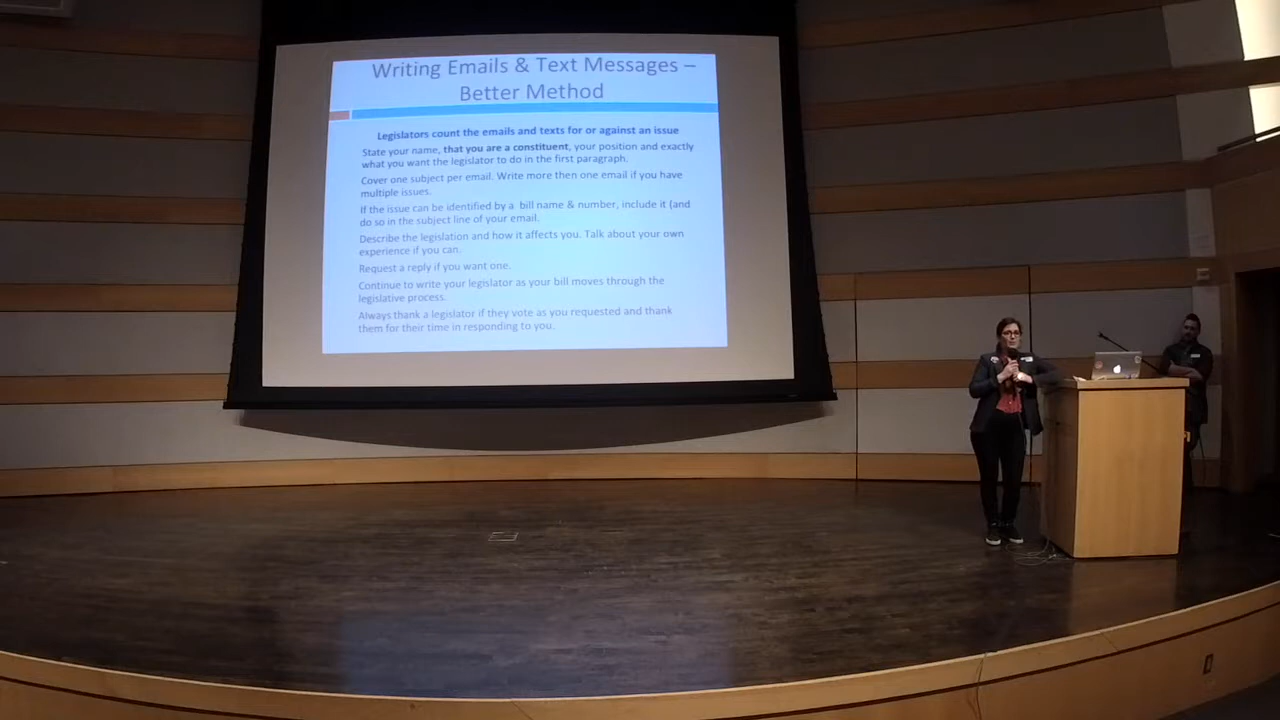 Writing Emails & Text Messages –
Better Method
Legislators count the emails and texts for or against an issue
State your name, that you are a constituent, your position and exactly
what you want the legislator to do in the first paragraph.
Cover one subject per email. Write more then one email if you have
multiple issues.
If the issue can be identified by a bill name & number, include it (and
do so in the subject line of your email.
Describe the legislation and how it affects you. Talk about your own
experience if you can.
Request a reply if you want one.
Continue to write your legislator as your bill moves through the
legislative process.
Always thank a legislator if they vote as you requested and thank
them for their time in responding to you.